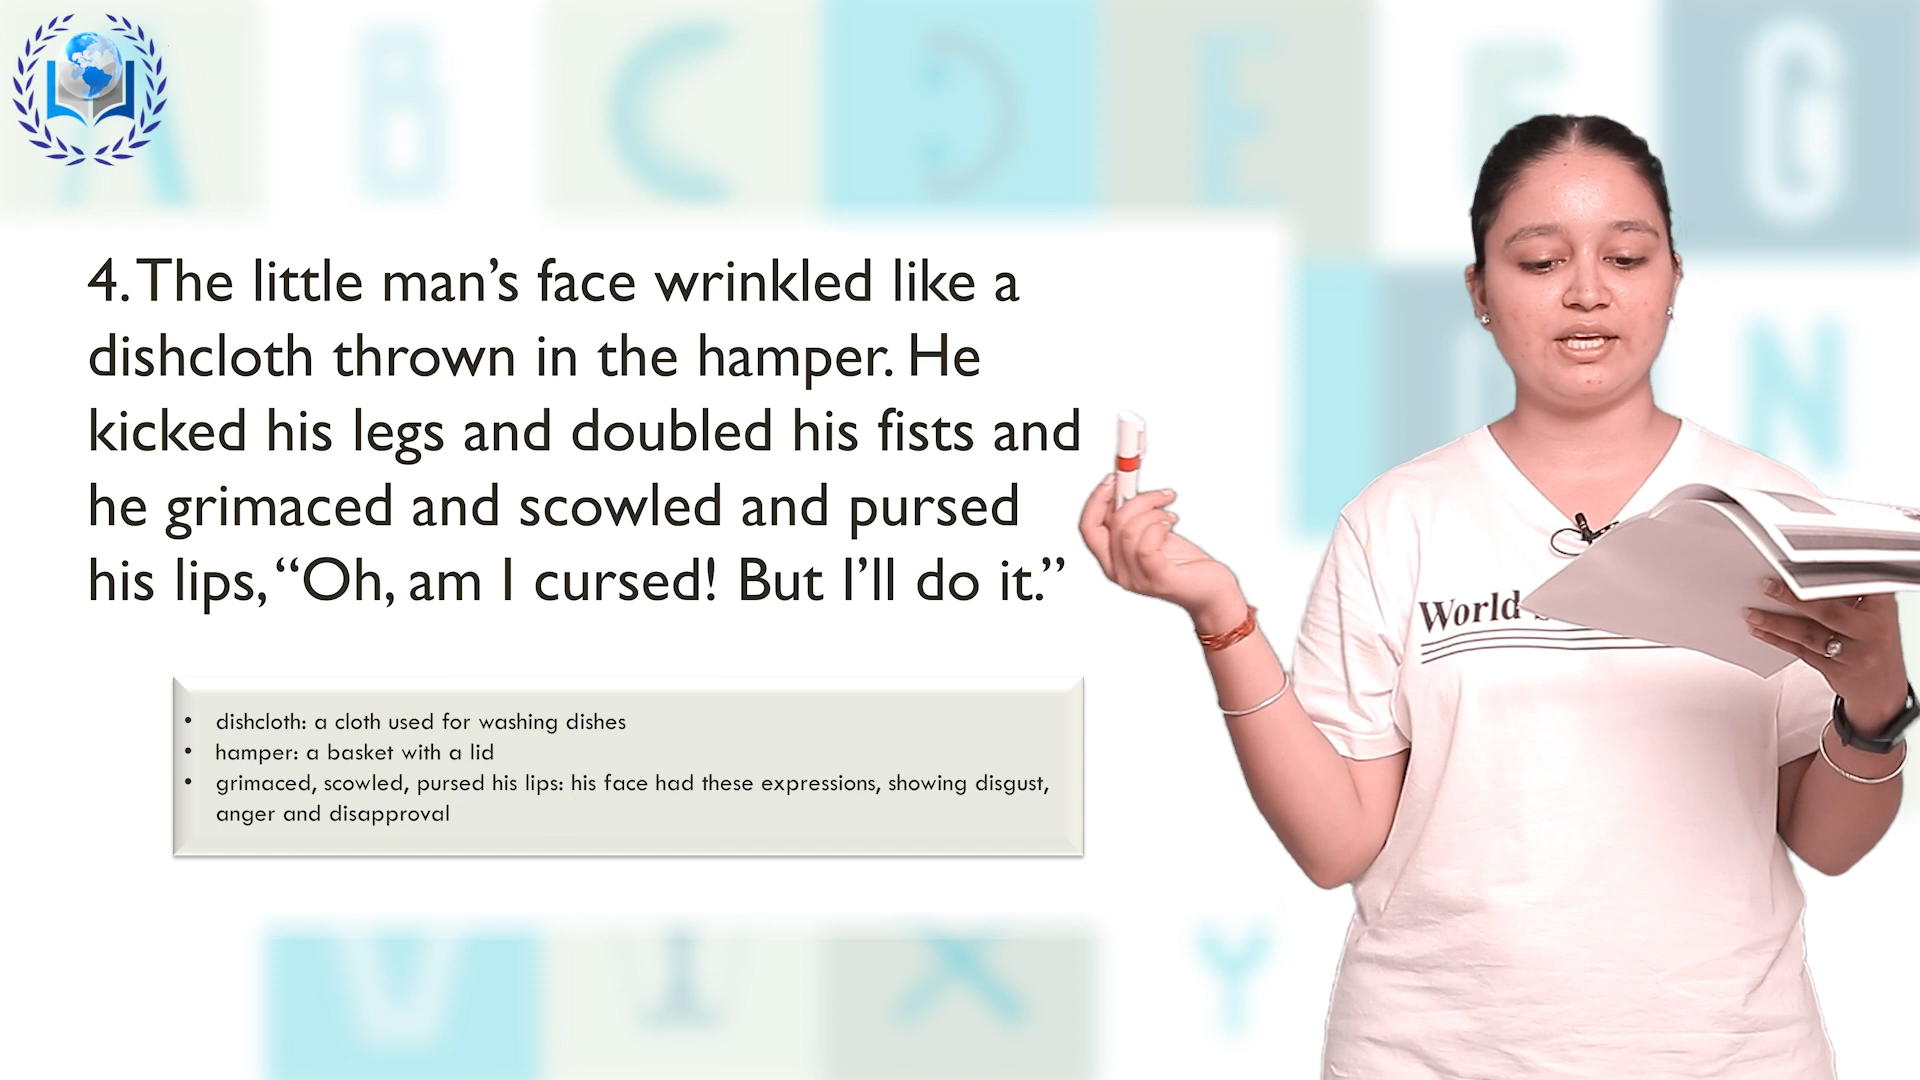 4. The little man’s face wrinkled like a
dishcloth thrown in the hamper. He
kicked his legs and doubled his fists and
he grimaced and scowled and pursed
his lips, “Oh, am I cursed! But I’ll do it.”
• dishcloth: a cloth used for washing dishes
• hamper: a basket with a lid
• grimaced, scowled, pursed his lips: his face had these expressions, showing disgust,
anger and disapproval
World
A B C D E F G
N
V X Y